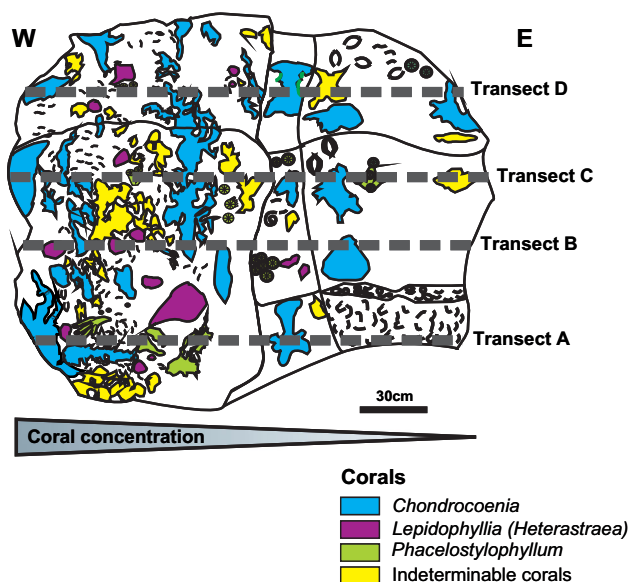 W
E
Transect D
Transect C
Transect B
Transect A
30cm
Coral concentration
Corals
Chondrocoenia
Lepidophyllia (Heterastraea)
Phacelostylophyllum
Indeterminable corals